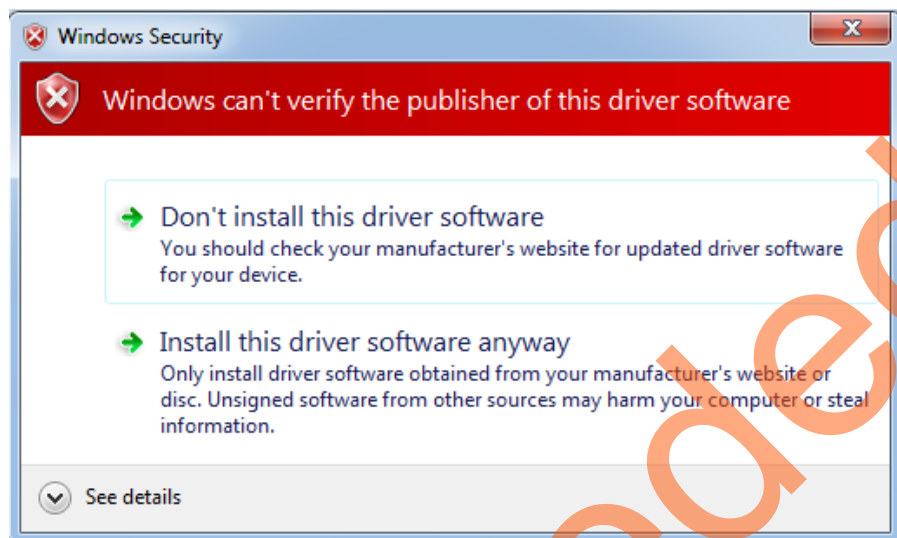 Windows Security
Windows can't verify the publisher of this driver software
Don't install this driver software
You should check your manufacturer's website for updated driver software
for your device.
Install this driver software anyway
Only install driver software obtained from your manufacturer's website or
disc. Unsigned software from other sources may harm your computer or steal
information.
See details